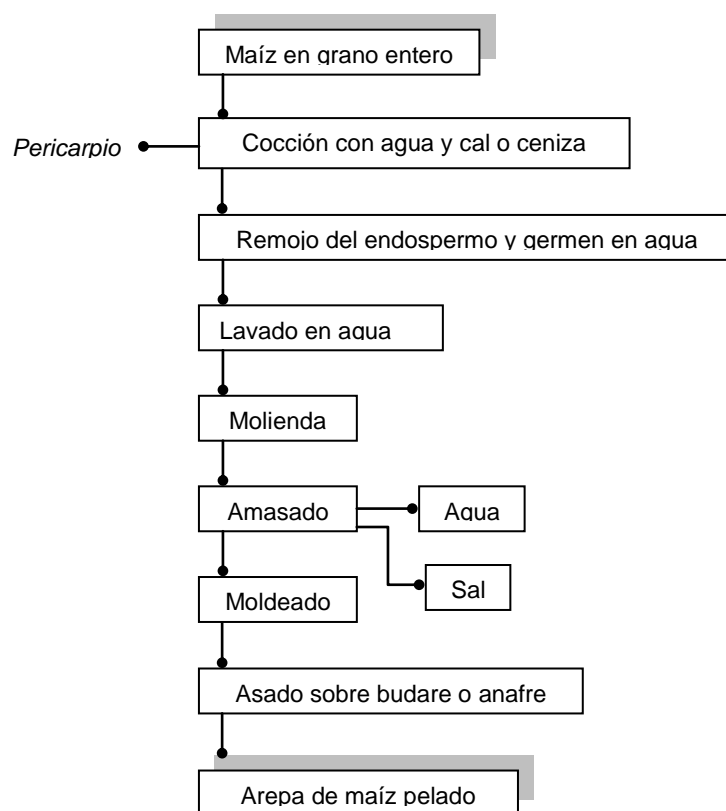 Maíz en grano entero
Pericarpio
Cocción con agua y cal o ceniza
Remojo del endospermo y germen en agua
Lavado en agua
Molienda
Amasado
Agua
Sal
Moldeado
Asado sobre budare o anafre
Arepa de maíz pelado